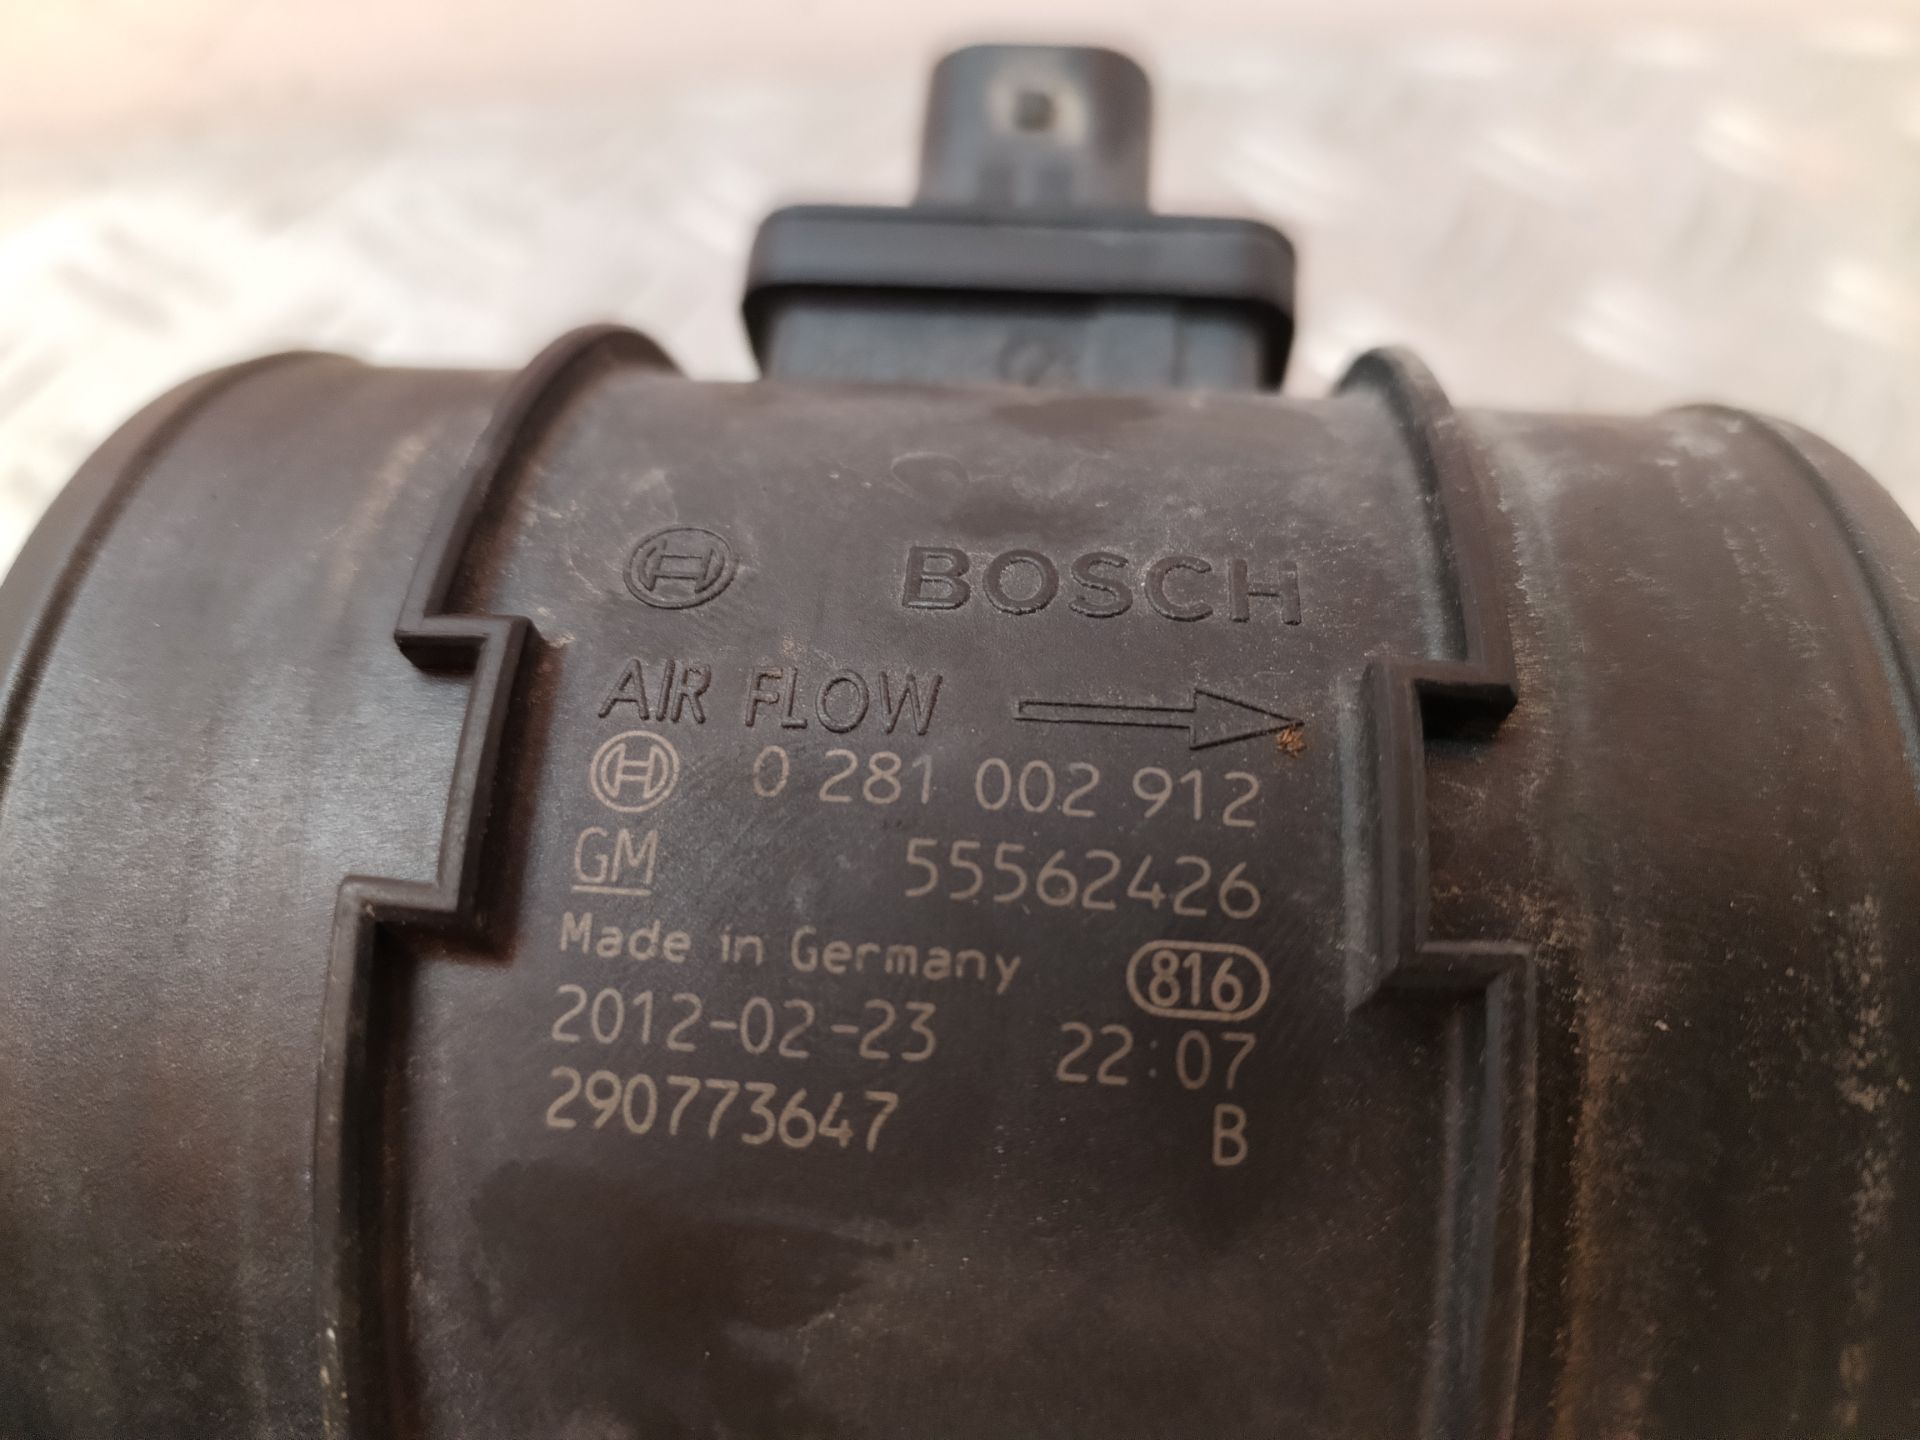 BOSCH
AIR FLOW
0 281 002 912
GM 55562426
Made in Germany 816
2012-02-23 22:07
290773647 B